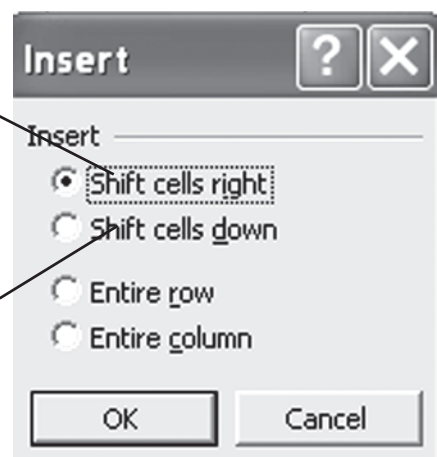 Insert
?
X
Insert
Shift cells right
Shift cells down
Entire row
Entire column
OK
Cancel